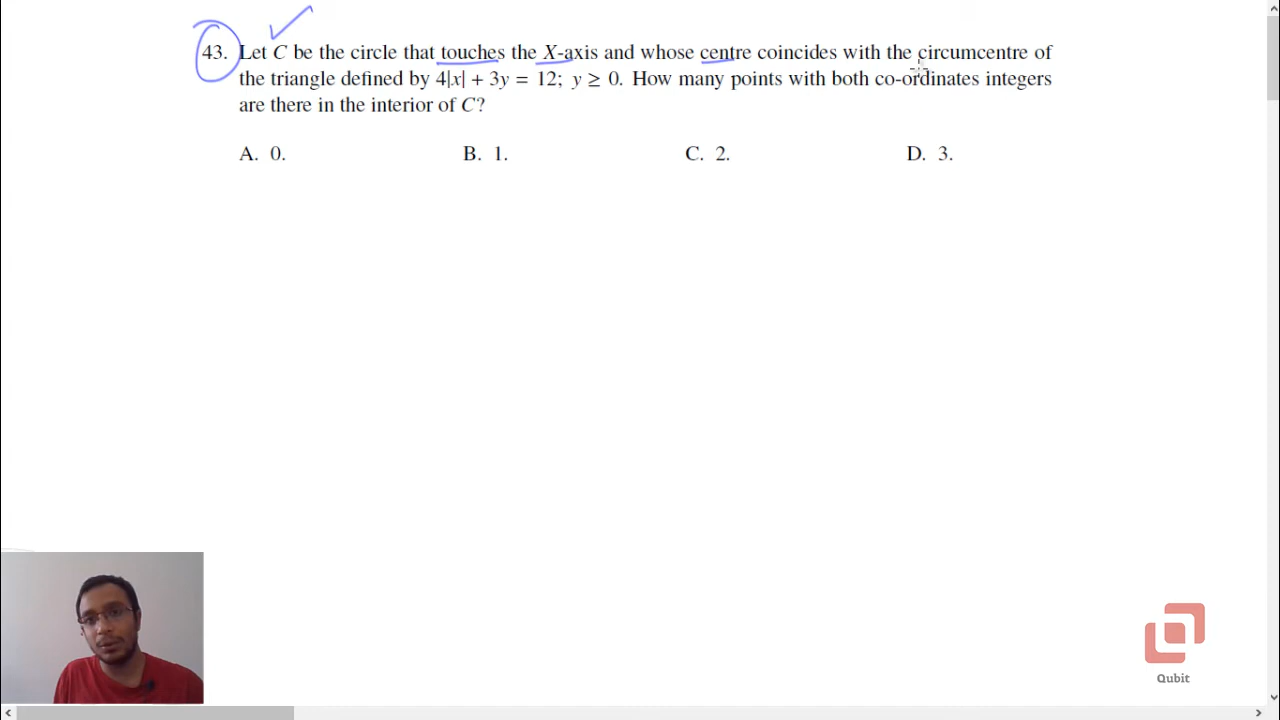 43. Let C be the circle that touches the X-axis and whose centre coincides with the circumcentre of
the triangle defined by 4|x| + 3y = 12; y ≥ 0. How many points with both co-ordinates integers
are there in the interior of C?
A. 0. B. 1. C. 2. D. 3.
Qubit